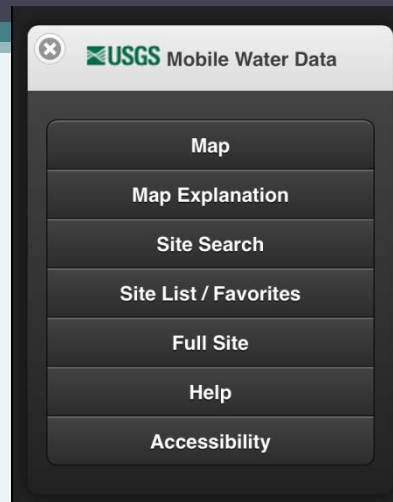 USGS Mobile Water Data
Map
Map Explanation
Site Search
Site List / Favorites
Full Site
Help
Accessibility